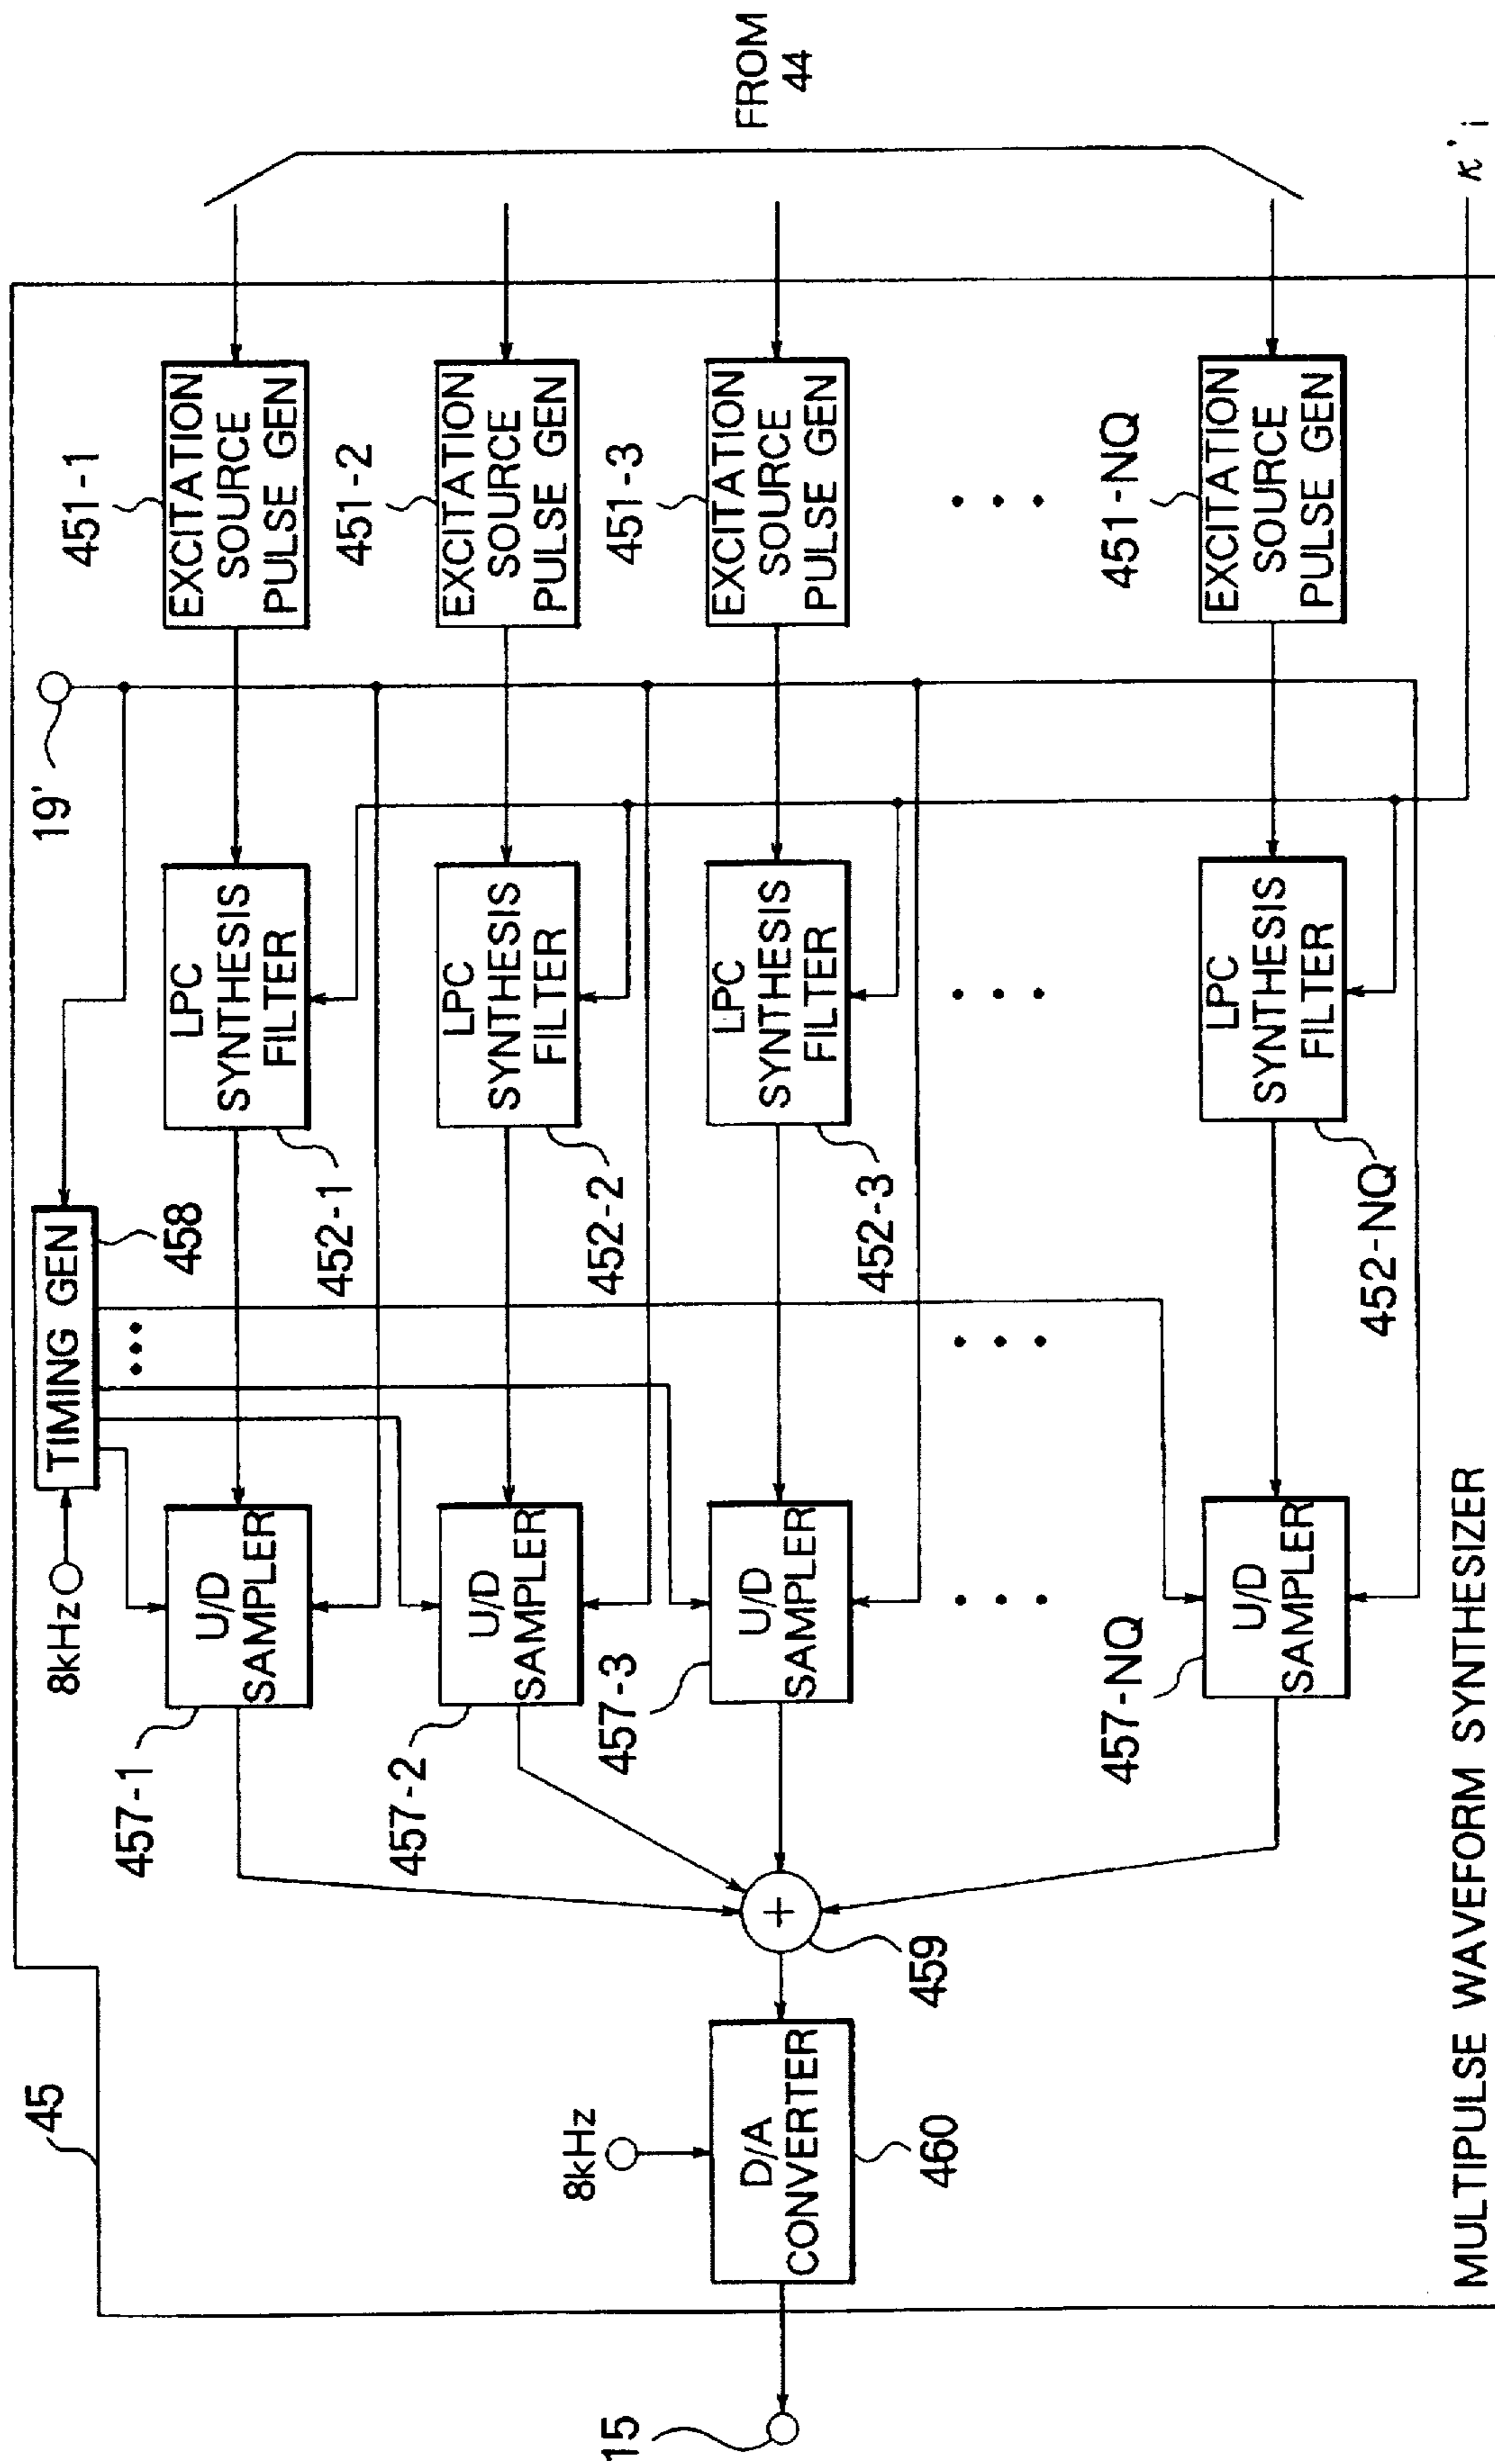 45
15
8kHz
D/A
CONVERTER
460
459
+
457-1
457-2
457-3
457-NQ
8kHz
U/D
SAMPLER
U/D
SAMPLER
U/D
SAMPLER
U/D
SAMPLER
TIMING GEN
458
19'
LPC
SYNTHESIS
FILTER
452-1
LPC
SYNTHESIS
FILTER
452-2
LPC
SYNTHESIS
FILTER
452-3
LPC
SYNTHESIS
FILTER
452-NQ
451-1
EXCITATION
SOURCE
PULSE GEN
451-2
EXCITATION
SOURCE
PULSE GEN
451-3
EXCITATION
SOURCE
PULSE GEN
451-NQ
EXCITATION
SOURCE
PULSE GEN
FROM
44
κ'i
MULTIPULSE WAVEFORM SYNTHESIZER